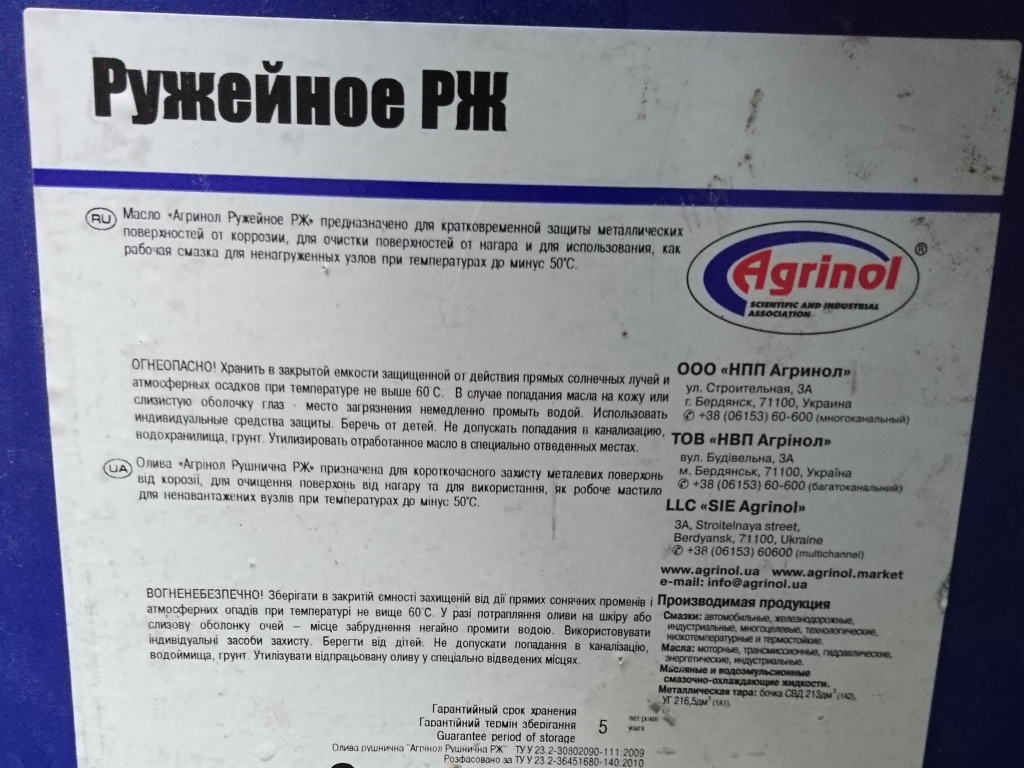 Ружейное РЖ
RU Масло «Агринол Ружейное РЖ» предназначено для кратковременной защиты металлических
поверхностей от коррозии, для очистки поверхностей от нагара и для использования, как
рабочая смазка для ненагруженных узлов при температурах до минус 50°С.
Agrinol ®
SCIENTIFIC AND INDUSTRIAL
ASSOCIATION
ОГНЕОПАСНО! Хранить в закрытой емкости защищенной от действия прямых солнечных лучей и
атмосферных осадков при температуре не выше 60°С. В случае попадания масла на кожу или
слизистую оболочку глаз - место загрязнения немедленно промыть водой. Использовать
индивидуальные средства защиты. Беречь от детей. Не допускать попадания в канализацию,
водохранилища, грунт. Утилизировать отработанное масло в специально отведенных местах.
UA Олива «Агрінол Рушнична РЖ» призначена для короткочасного захисту металевих поверхонь
від корозії, для очищення поверхонь від нагару та для використання, як робоче мастило
для ненавантажених вузлів при температурах до мінус 50°С.
ВОГНЕНЕБЕЗПЕЧНО! Зберігати в закритій ємності захищеній від дії прямих сонячних променів і
атмосферних опадів при температурі не вище 60°С. У разі потрапляння оливи на шкіру або
слизову оболонку очей – місце забруднення негайно промити водою. Використовувати
індивідуальні засоби захисту. Берегти від дітей. Не допускати попадання в каналізацію,
водоймища, грунт. Утилізувати відпрацьовану оливу у спеціально відведених місцях.
ООО «НПП Агринол»
ул. Строительная, 3А
г. Бердянск, 71100, Украина
✆ +38 (06153) 60-600 (многоканальный)
ТОВ «НВП Агрінол»
вул. Будівельна, 3А
м. Бердянськ, 71100, Україна
✆ +38 (06153) 60-600 (багатоканальний)
LLC «SIE Agrinol»
3A, Stroitelnaya street,
Berdyansk, 71100, Ukraine
✆ +38 (06153) 60600 (multichannel)
www.agrinol.ua www.agrinol.market
e-mail: info@agrinol.ua
Производимая продукция
Смазки: автомобильные, железнодорожные,
индустриальные, многоцелевые, технологические,
низкотемпературные и термостойкие.
Масла: моторные, трансмиссионные, гидравлические,
энергетические, индустриальные.
Масляные и водоэмульсионные
смазочно-охлаждающие жидкости.
Металлическая тара: бочка СВД 213дм³ (1А2),
УГ 216,5дм³ (1А1).
Гарантийный срок хранения
Гарантійний термін зберігання 5 лет років
Guarantee period of storage years
Олива рушнична "Агрінол Рушнична РЖ" ТУ У 23.2-30802090-111:2009
Розфасовано за ТУ У 23.2-36451680-140:2010